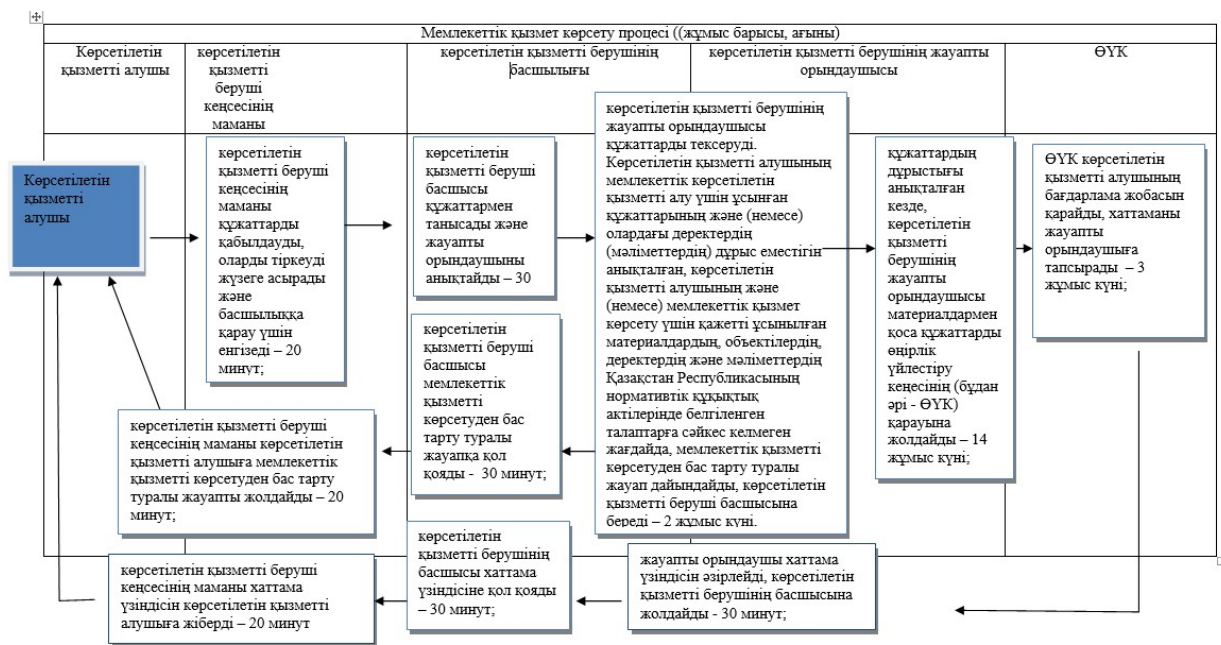 Мемлекеттік қызмет көрсету процесі ((жұмыс барысы, ағыны)
Көрсетілетін
қызметті алушы
көрсетілетін
қызметті
беруші
кеңсесінің
маманы
көрсетілетін қызметті берушінің
басшылығы
көрсетілетін қызметті берушінің жауапты
орындаушысы
ӨҮК
Көрсетілетін
қызметті
алушы
көрсетілетін
қызметті беруші
кеңсесінің
маманы
құжаттарды
қабылдауды,
оларды тіркеуді
жүзеге асырады
және
басшылыққа
қарау үшін
енгізеді – 20
минут;
көрсетілетін
қызметті беруші
басшысы
құжаттармен
танысады және
жауапты
орындаушыны
анықтайды – 30
көрсетілетін қызметті берушінің
жауапты орындаушысы
құжаттарды тексеруді.
Көрсетілетін қызметті алушының
мемлекеттік көрсетілетін
қызметті алу үшін ұсынған
құжаттарының және (немесе)
олардағы деректердің
(мәліметтердің) дұрыс еместігін
анықталған, көрсетілетін
қызметті алушының және
(немесе) мемлекеттік қызмет
көрсету үшін қажетті ұсынылған
материалдардың, объектілердің,
деректердің және мәліметтердің
Қазақстан Республикасының
нормативтік құқықтық
актілерінде белгіленген
талаптарға сәйкес келмеген
жағдайда, мемлекеттік қызметті
көрсетуден бас тарту туралы
жауап дайындайды, көрсетілетін
қызметті беруші басшысына
береді – 2 жұмыс күні.
құжаттардың
дұрыстығы
анықталған
кезде,
көрсетілетін
қызметті
берушінің
жауапты
орындаушысы
материалдармен
қоса құжаттарды
өңірлік
үйлестіру
кеңесінің (бұдан
әрі - ӨҮК)
қарауына
жолдайды – 14
жұмыс күні;
ӨҮК көрсетілетін
қызметті алушының
бағдарлама жобасын
қарайды, хаттаманы
жауапты
орындаушыға
тапсырады – 3
жұмыс күні;
көрсетілетін
қызметті беруші
басшысы
мемлекеттік
қызметті
көрсетуден бас
тарту туралы
жауапқа қол
қояды - 30 минут;
көрсетілетін қызметті беруші
кеңсесінің маманы көрсетілетін
қызметті алушыға мемлекеттік
қызметті көрсетуден бас тарту
туралы жауапты жолдайды – 20
минут;
көрсетілетін қызметті беруші
кеңсесінің маманы хаттама
үзіндісін көрсетілетін қызметті
алушыға жіберді – 20 минут
көрсетілетін
қызметті берушінің
басшысы хаттама
үзіндісіне қол қояды
– 30 минут;
жауапты орындаушы хаттама
үзіндісін әзірлейді, көрсетілетін
қызметті берушінің басшысына
жолдайды - 30 минут;